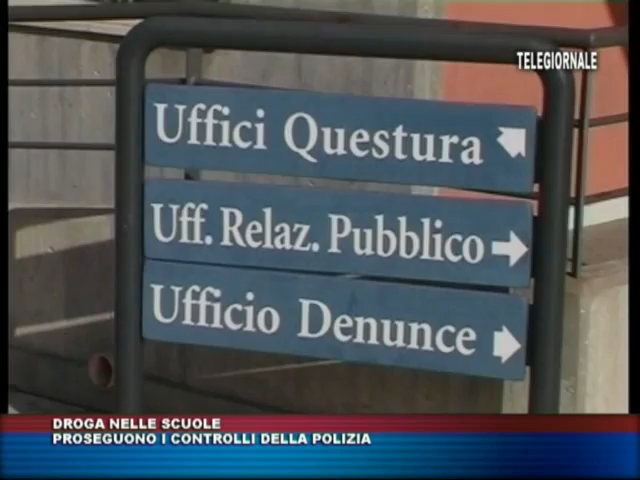 TELEGIORNALE
Uffici Questura
Uff. Relaz. Pubblico
Ufficio Denunce
DROGA NELLE SCUOLE
PROSEGUONO I CONTROLLI DELLA POLIZIA